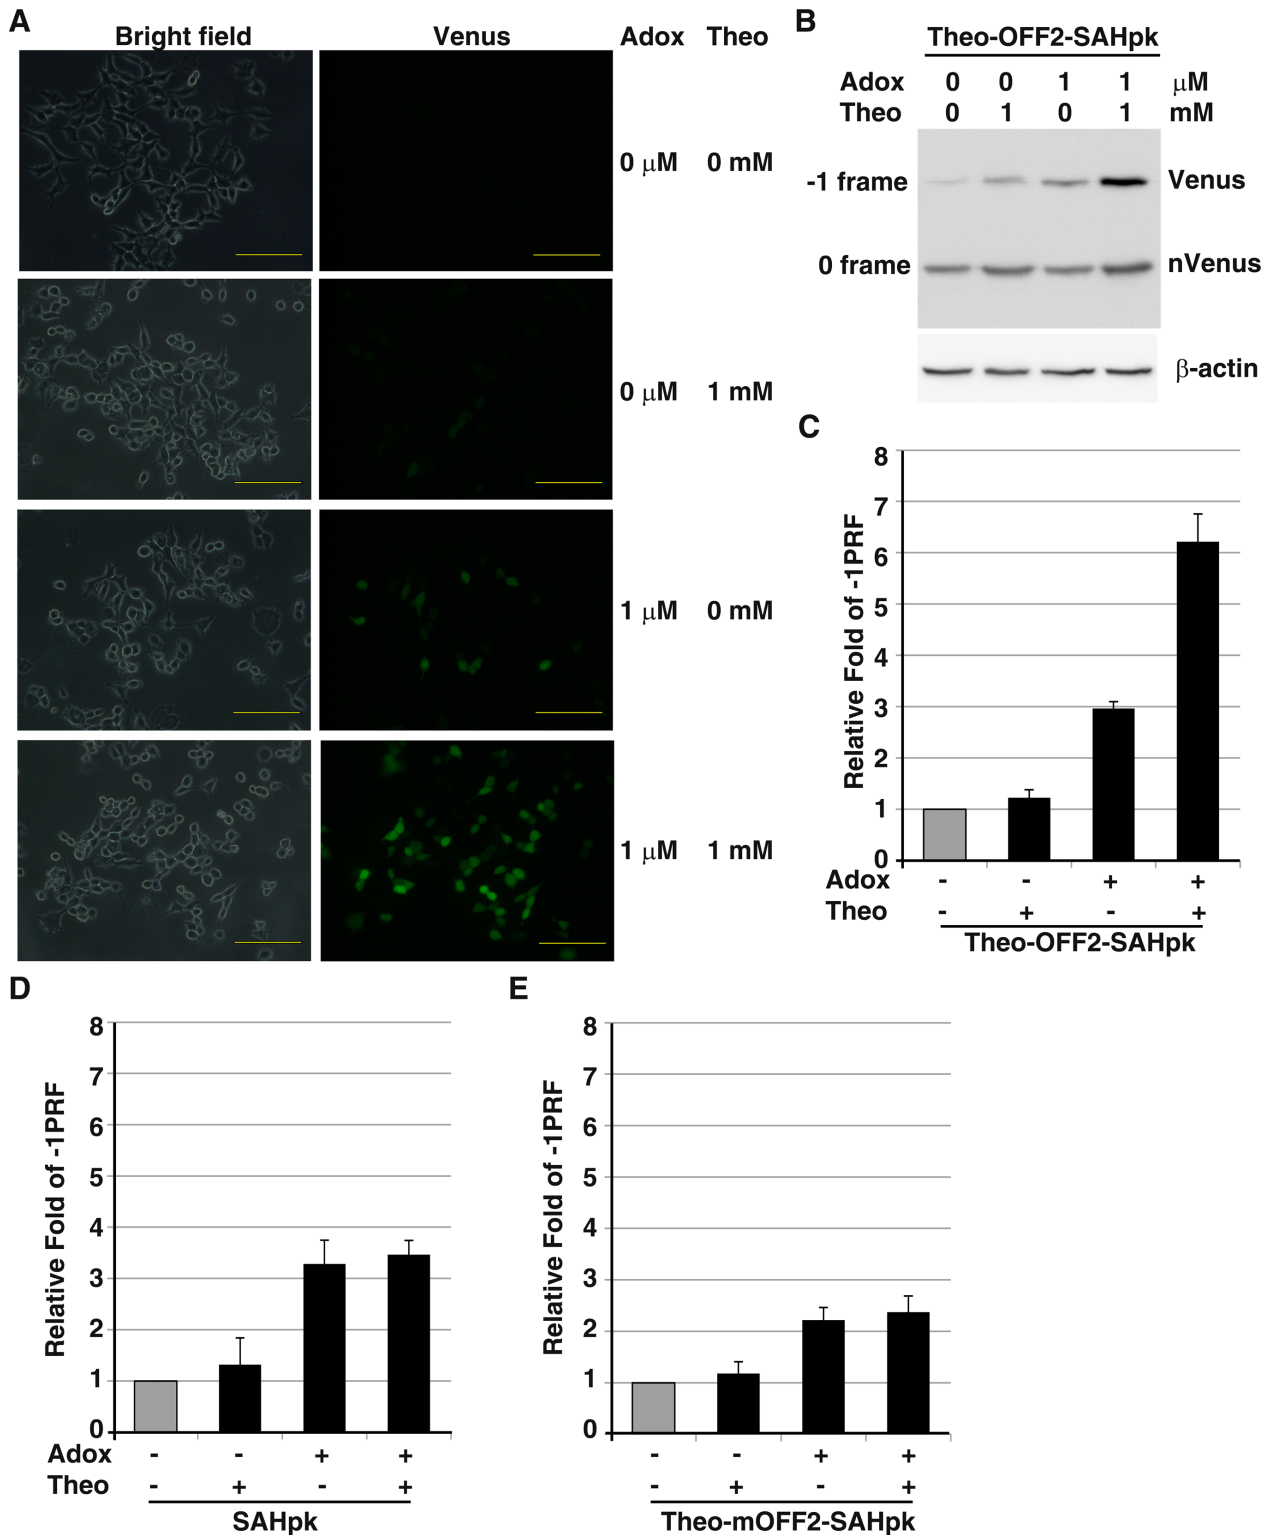 A
Bright field Venus Adox Theo
0 μM 0 mM
0 μM 1 mM
1 μM 0 mM
1 μM 1 mM
B
Theo-OFF2-SAHpk
Adox 0 0 1 1 μM
Theo 0 1 0 1 mM
-1 frame Venus
0 frame nVenus
β-actin
C
Relative Fold of -1PRF
8
7
6
5
4
3
2
1
0
Adox - - + +
Theo - + - +
Theo-OFF2-SAHpk
D
Relative Fold of -1PRF
8
7
6
5
4
3
2
1
0
Adox - - + +
Theo - + - +
SAHpk
E
Relative Fold of -1PRF
8
7
6
5
4
3
2
1
0
- - + +
- + - +
Theo-mOFF2-SAHpk